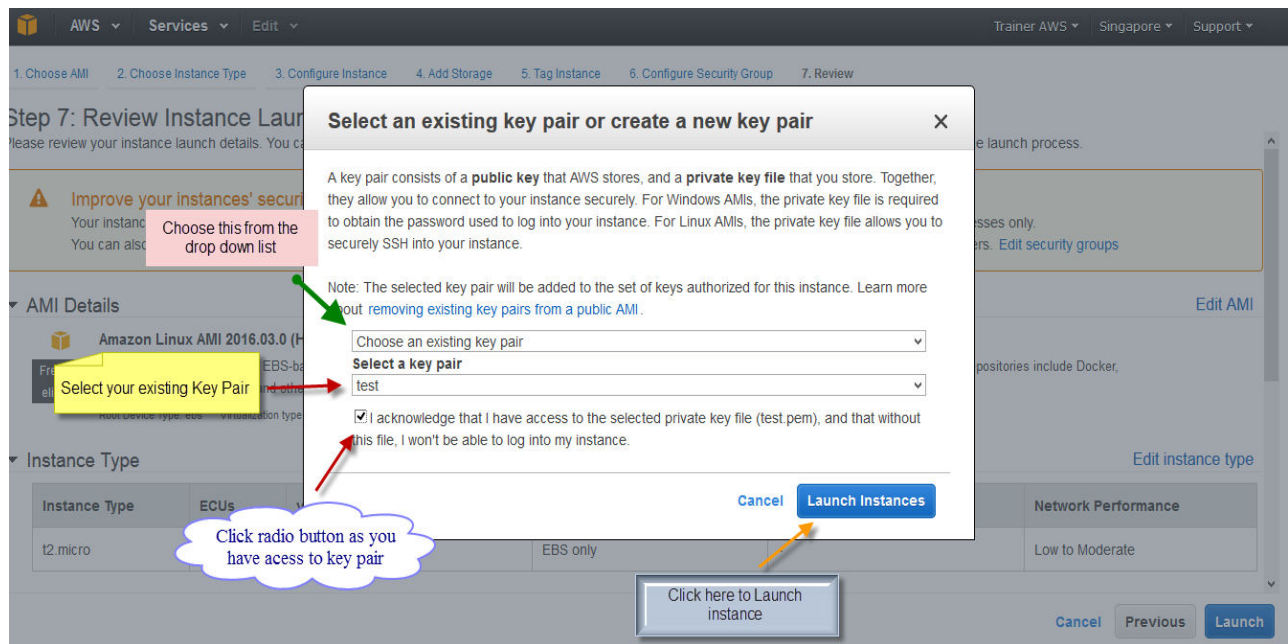 AWS Services Edit Trainer AWS Singapore Support
1. Choose AMI 2. Choose Instance Type 3. Configure Instance 4. Add Storage 5. Tag Instance 6. Configure Security Group 7. Review
Step 7: Review Instance Laun
Please review your instance launch details. You ca
e launch process.
Improve your instances' securi
Your instanc
esses only.
You can also
ers. Edit security groups
Choose this from the
drop down list
Select an existing key pair or create a new key pair
A key pair consists of a public key that AWS stores, and a private key file that you store. Together,
they allow you to connect to your instance securely. For Windows AMIs, the private key file is required
to obtain the password used to log into your instance. For Linux AMIs, the private key file allows you to
securely SSH into your instance.
Note: The selected key pair will be added to the set of keys authorized for this instance. Learn more
about removing existing key pairs from a public AMI.
Choose an existing key pair
Select a key pair
test
I acknowledge that I have access to the selected private key file (test.pem), and that without
this file, I won't be able to log into my instance.
Cancel Launch Instances
AMI Details
Edit AMI
Amazon Linux AMI 2016.03.0 (H
EBS-ba
positories include Docker,
Select your existing Key Pair
and othe
Root Device Type: ebs Virtualization type
Instance Type
Edit instance type
Instance Type ECUs Network Performance
t2.micro EBS only Low to Moderate
Click radio button as you
have acess to key pair
Click here to Launch
instance
Cancel Previous Launch